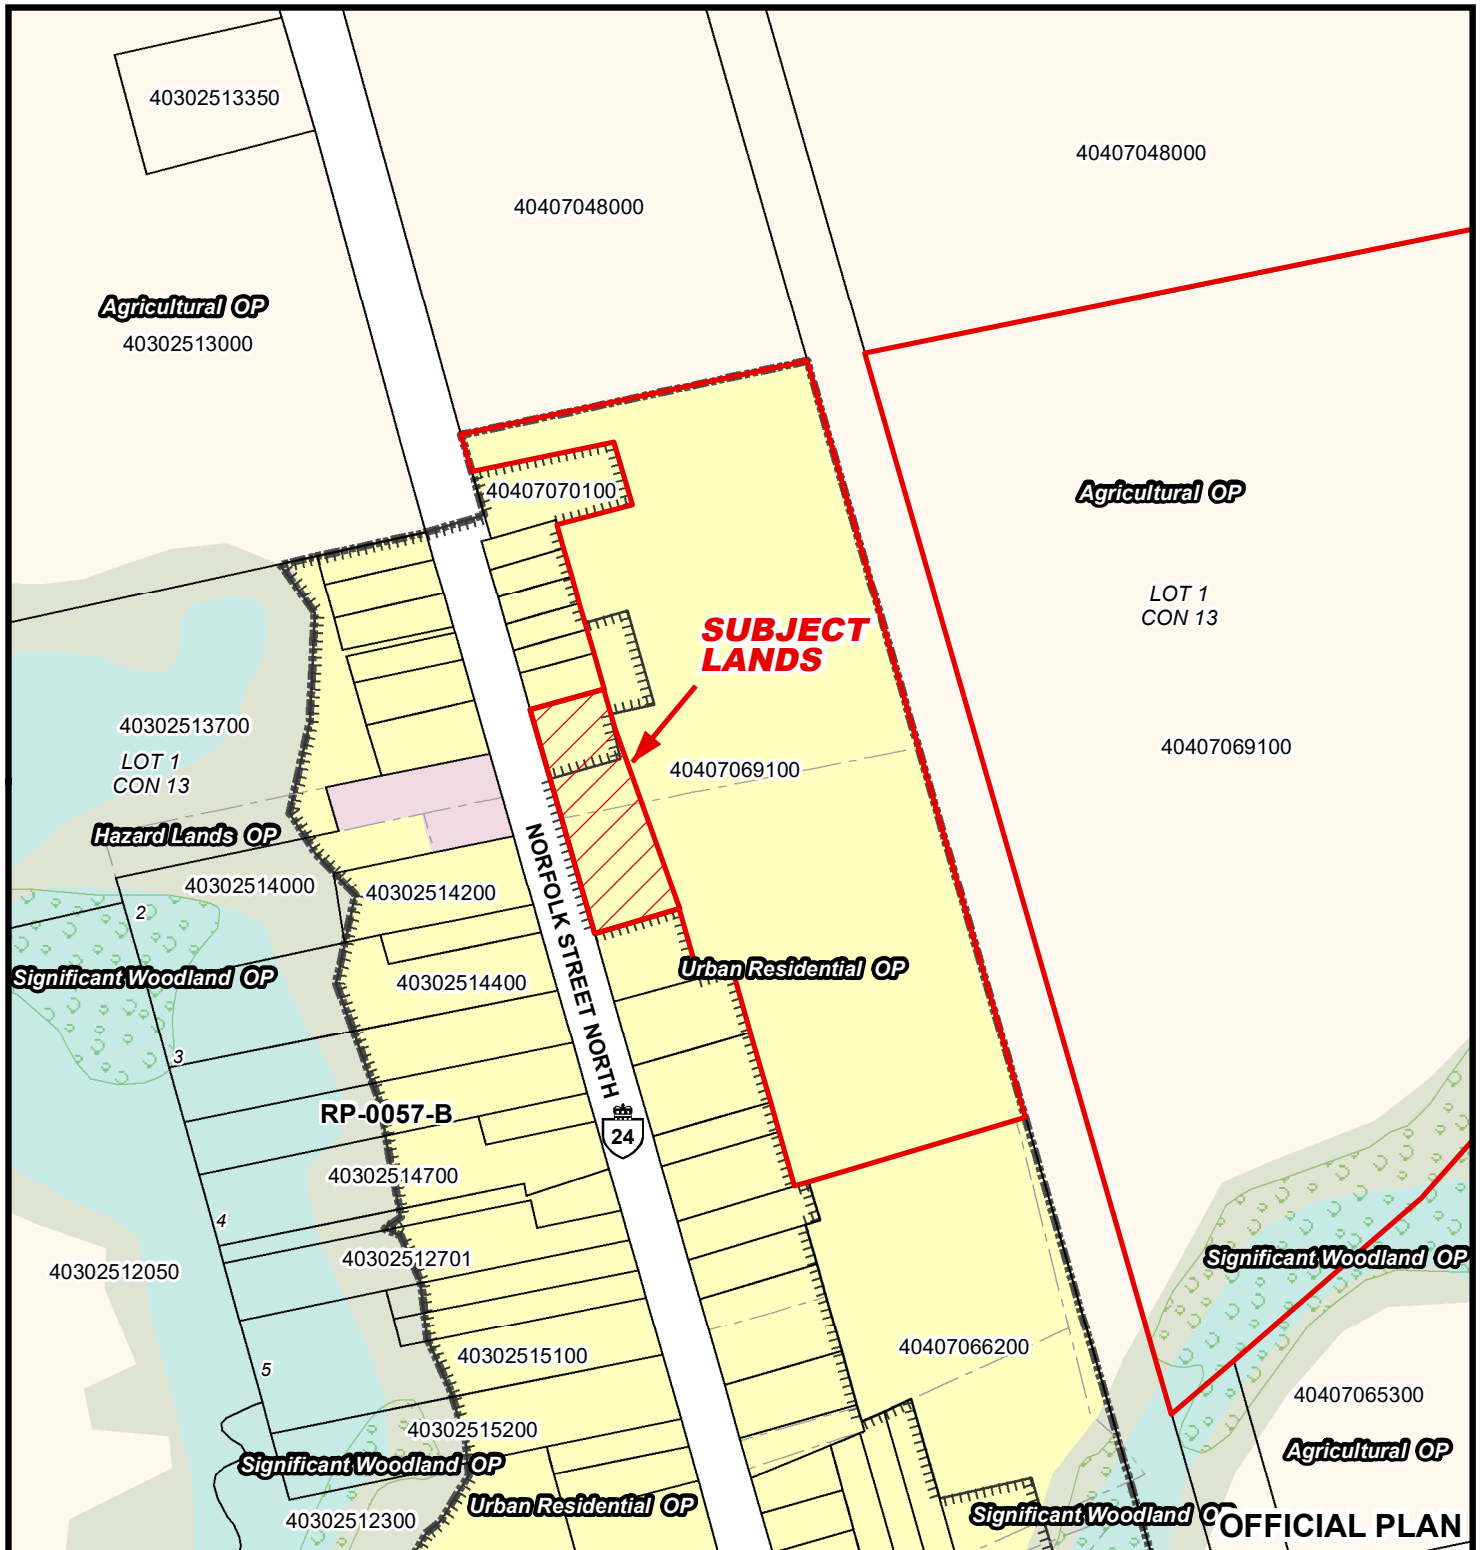 40302513350
40407048000
40407048000
Agricultural OP
40302513000
40407070100
Agricultural OP
LOT 1
CON 13
SUBJECT
LANDS
40302513700
LOT 1
CON 13
40407069100
40407069100
Hazard Lands OP
40302514000
40302514200
2
NORFOLK STREET NORTH
Significant Woodland OP
40302514400
Urban Residential OP
3
RP-0057-B
24
40302514700
4
40302512701
40302512050
Significant Woodland OP
40302515100
40407066200
5
40407065300
40302515200
Agricultural OP
Significant Woodland OP
Urban Residential OP
40302512300
Significant Woodland OP
OFFICIAL PLAN